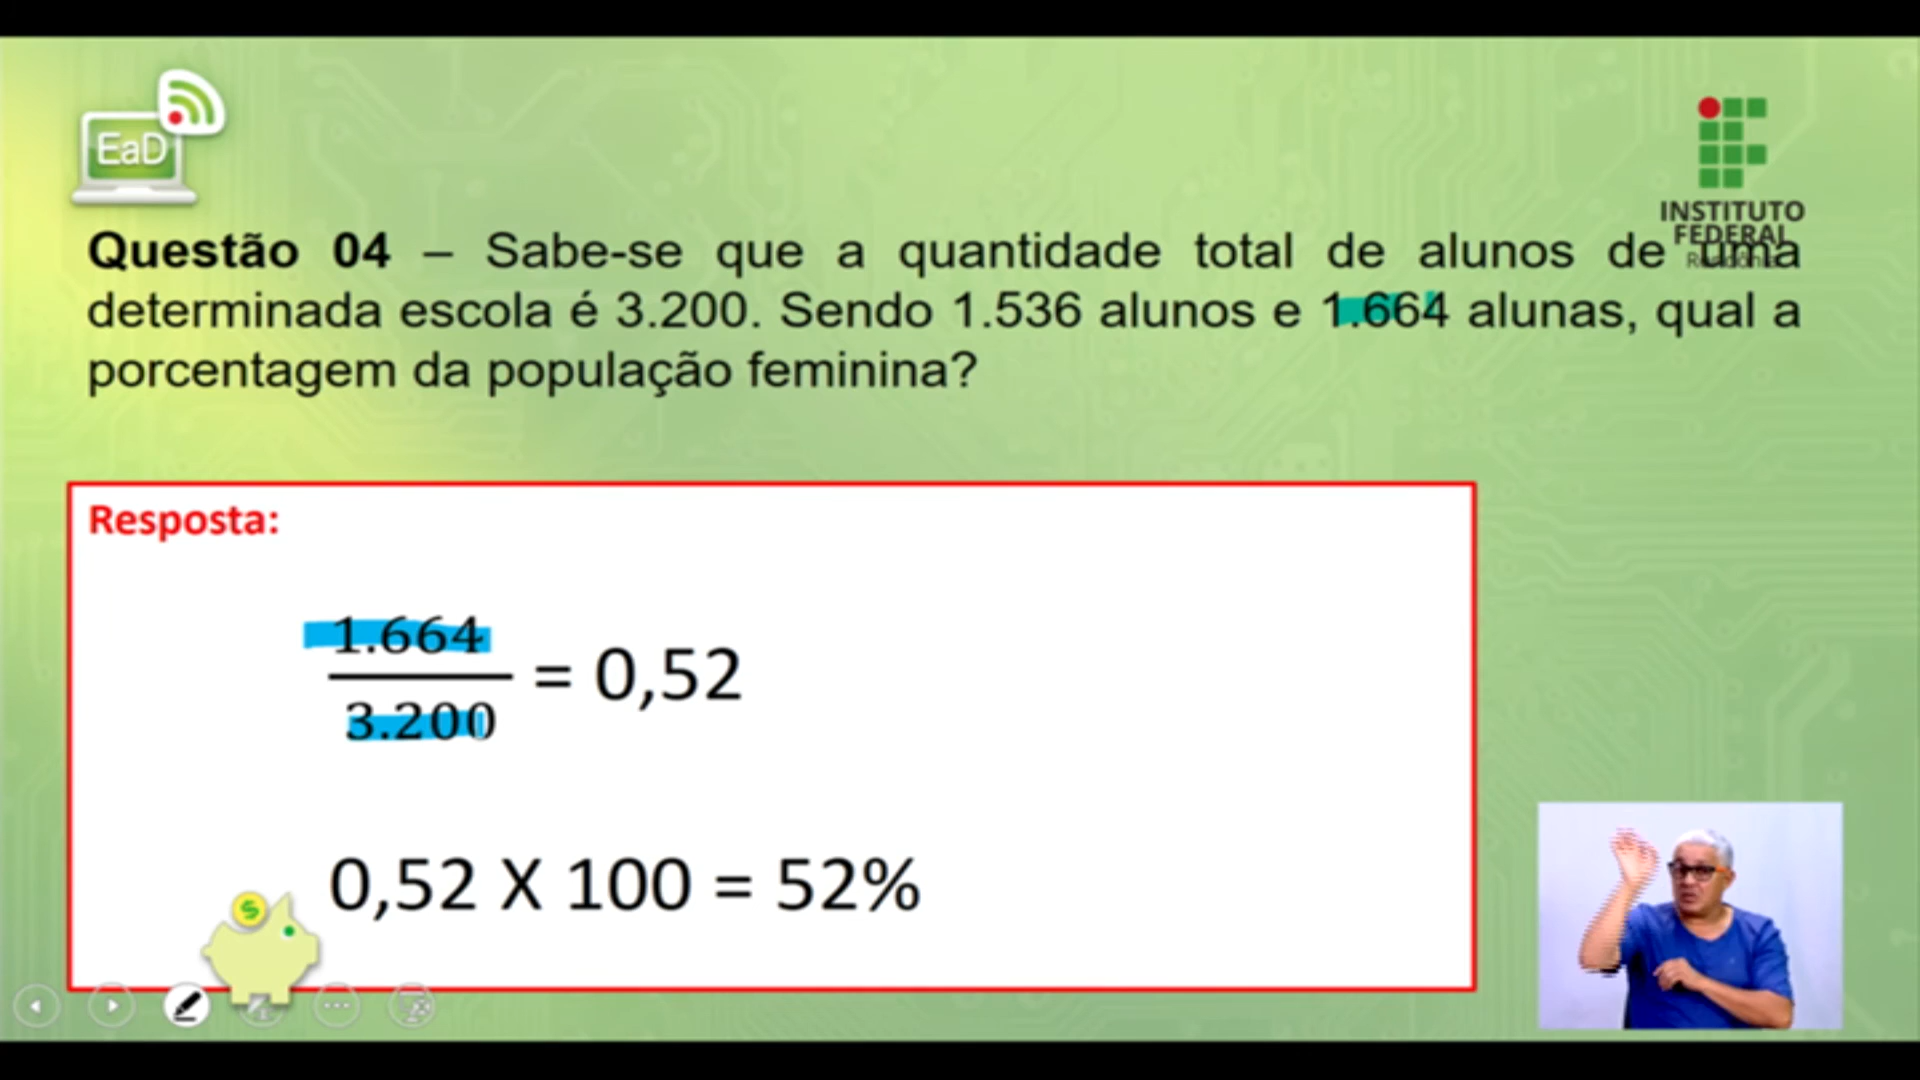 EaD
INSTITUTO
FEDERAL
Rondônia
Questão 04 – Sabe-se que a quantidade total de alunos de uma
determinada escola é 3.200. Sendo 1.536 alunos e 1.664 alunas, qual a
porcentagem da população feminina?
Resposta:
1.664
3.200
= 0,52
0,52 X 100 = 52%
$